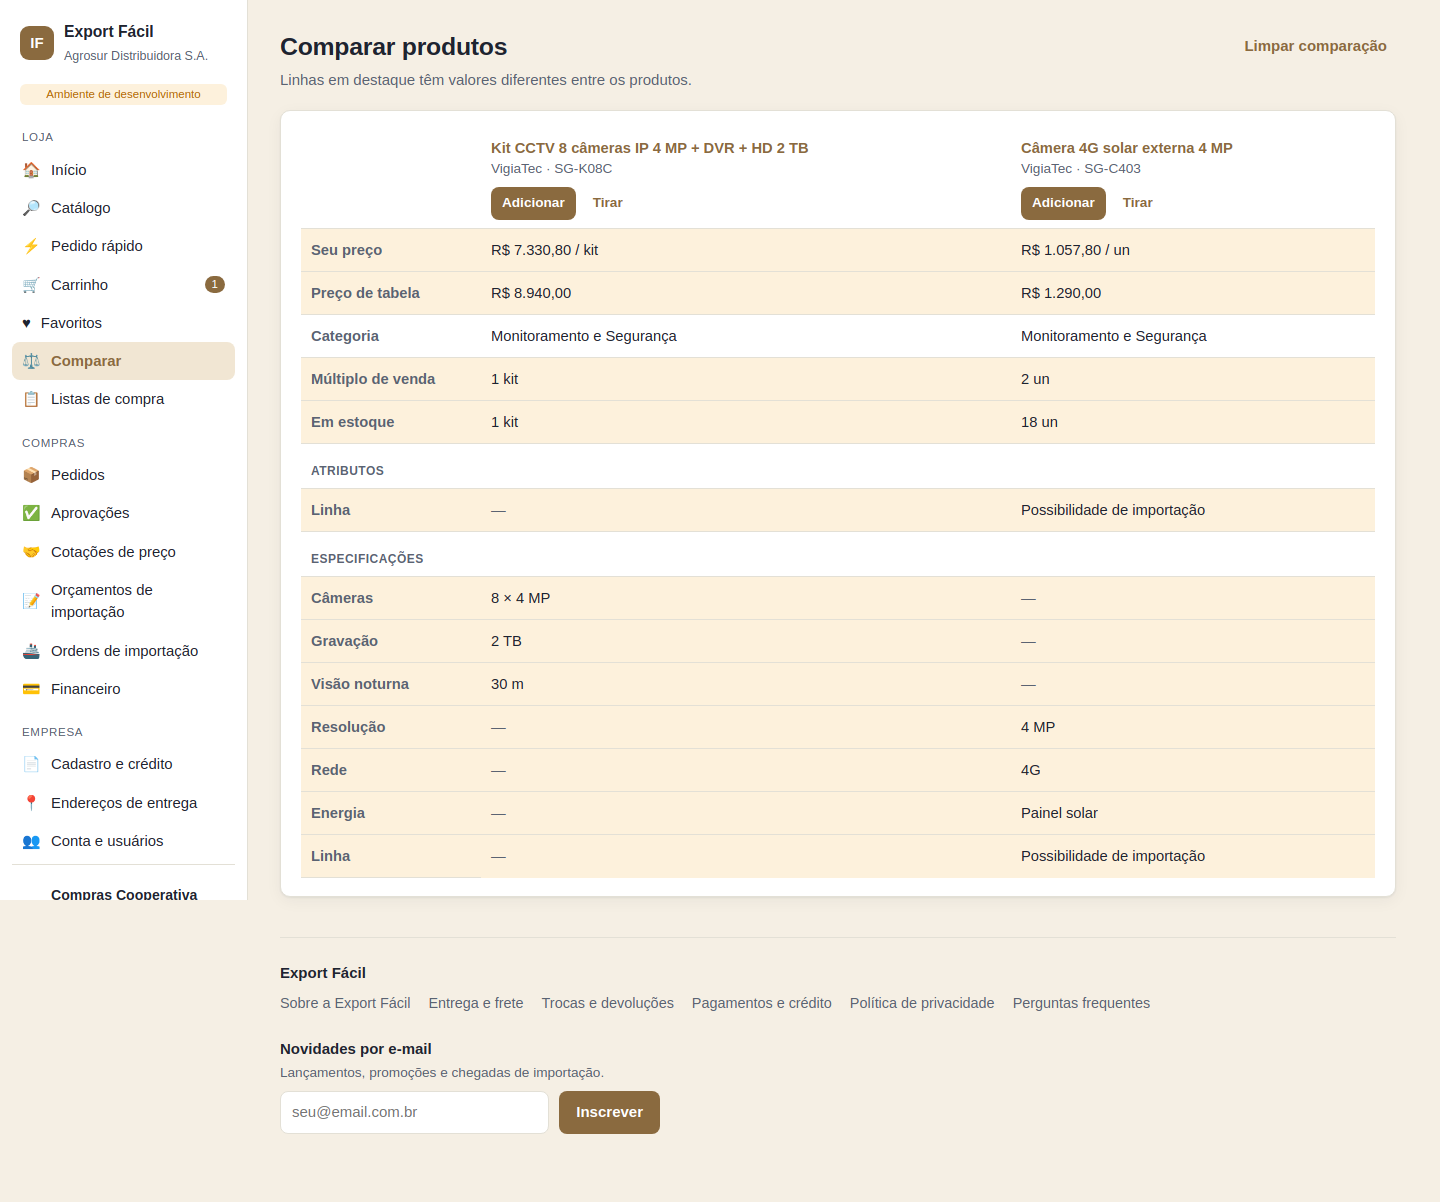 IF
Export Fácil
Agrosur Distribuidora S.A.
Ambiente de desenvolvimento
LOJA
Início
Catálogo
Pedido rápido
Carrinho 1
Favoritos
Comparar
Listas de compra
COMPRAS
Pedidos
Aprovações
Cotações de preço
Orçamentos de
importação
Ordens de importação
Financeiro
EMPRESA
Cadastro e crédito
Endereços de entrega
Conta e usuários
Compras Cooperativa
Comparar produtos
Limpar comparação
Linhas em destaque têm valores diferentes entre os produtos.
Kit CCTV 8 câmeras IP 4 MP + DVR + HD 2 TB Câmera 4G solar externa 4 MP
VigiaTec · SG-K08C VigiaTec · SG-C403
Adicionar Tirar Adicionar Tirar
Seu preço R$ 7.330,80 / kit R$ 1.057,80 / un
Preço de tabela R$ 8.940,00 R$ 1.290,00
Categoria Monitoramento e Segurança Monitoramento e Segurança
Múltiplo de venda 1 kit 2 un
Em estoque 1 kit 18 un
ATRIBUTOS
Linha — Possibilidade de importação
ESPECIFICAÇÕES
Câmeras 8 × 4 MP —
Gravação 2 TB —
Visão noturna 30 m —
Resolução — 4 MP
Rede — 4G
Energia — Painel solar
Linha — Possibilidade de importação
Export Fácil
Sobre a Export Fácil Entrega e frete Trocas e devoluções Pagamentos e crédito Política de privacidade Perguntas frequentes
Novidades por e-mail
Lançamentos, promoções e chegadas de importação.
seu@email.com.br Inscrever